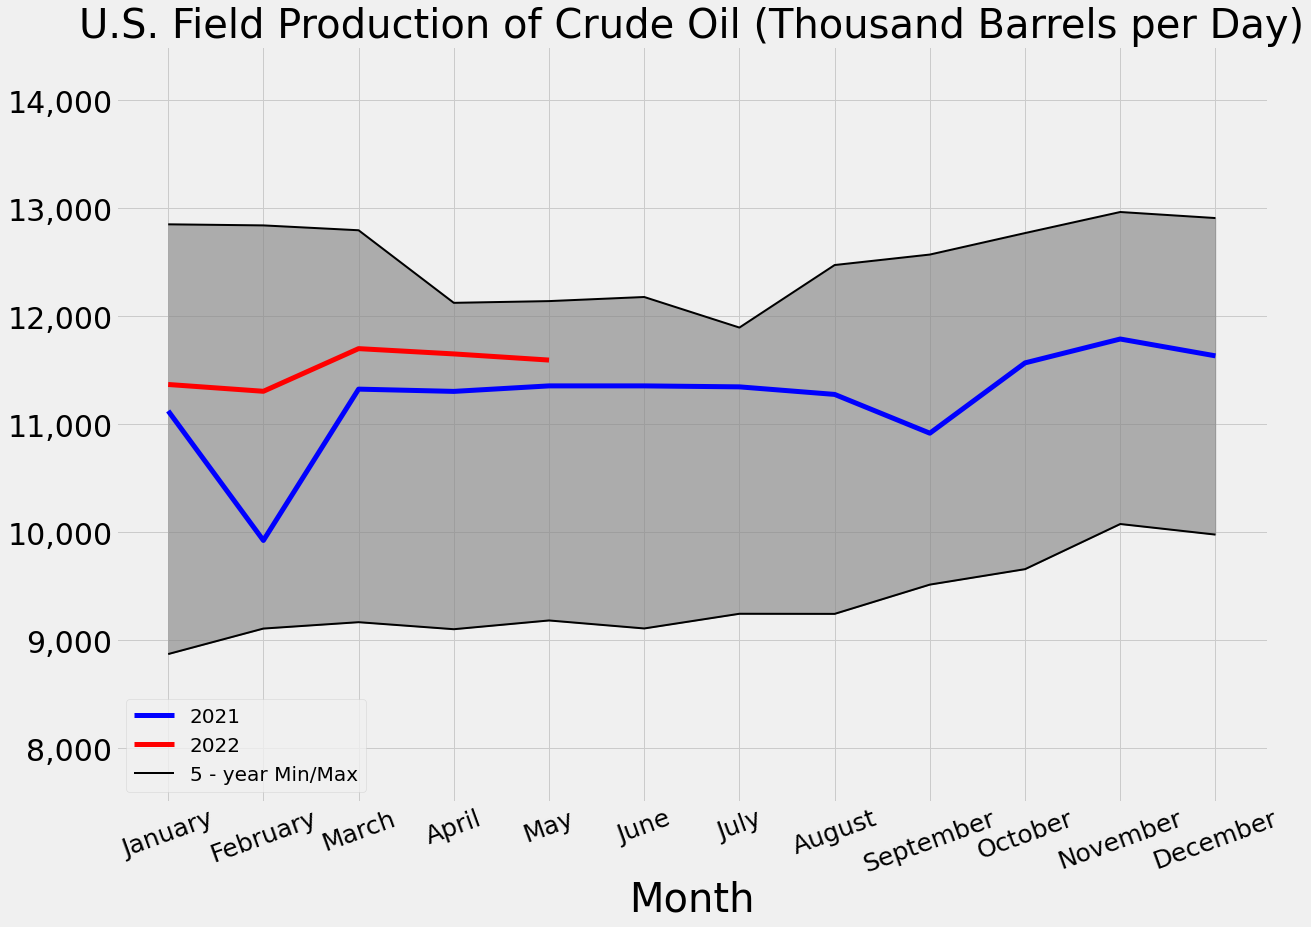 U.S. Field Production of Crude Oil (Thousand Barrels per Day)
14,000
13,000
12,000
11,000
10,000
9,000
8,000
2021
2022
5 - year Min/Max
January
February
March
April
May
June
July
August
September
October
November
December
Month